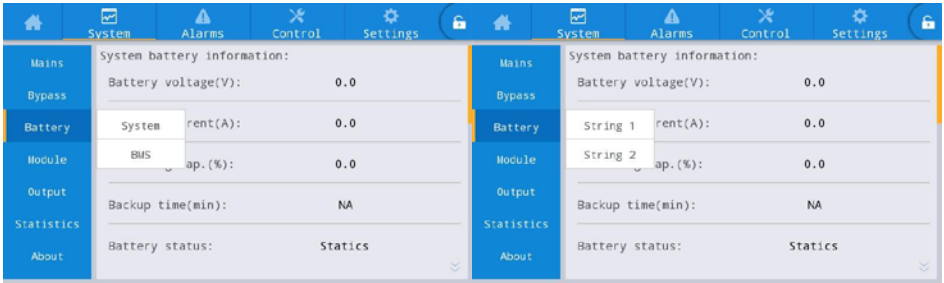 System Alarms Control Settings
Mains
Bypass
Battery
Module
Output
Statistics
About
System battery information:
Battery voltage(V): 0.0
rent(A): 0.0
ap.(%): 0.0
Backup time(min): NA
Battery status: Statics
System
BMS
System Alarms Control Settings
Mains
Bypass
Battery
Module
Output
Statistics
About
System battery information:
Battery voltage(V): 0.0
rent(A): 0.0
ap.(%): 0.0
Backup time(min): NA
Battery status: Statics
String 1
String 2